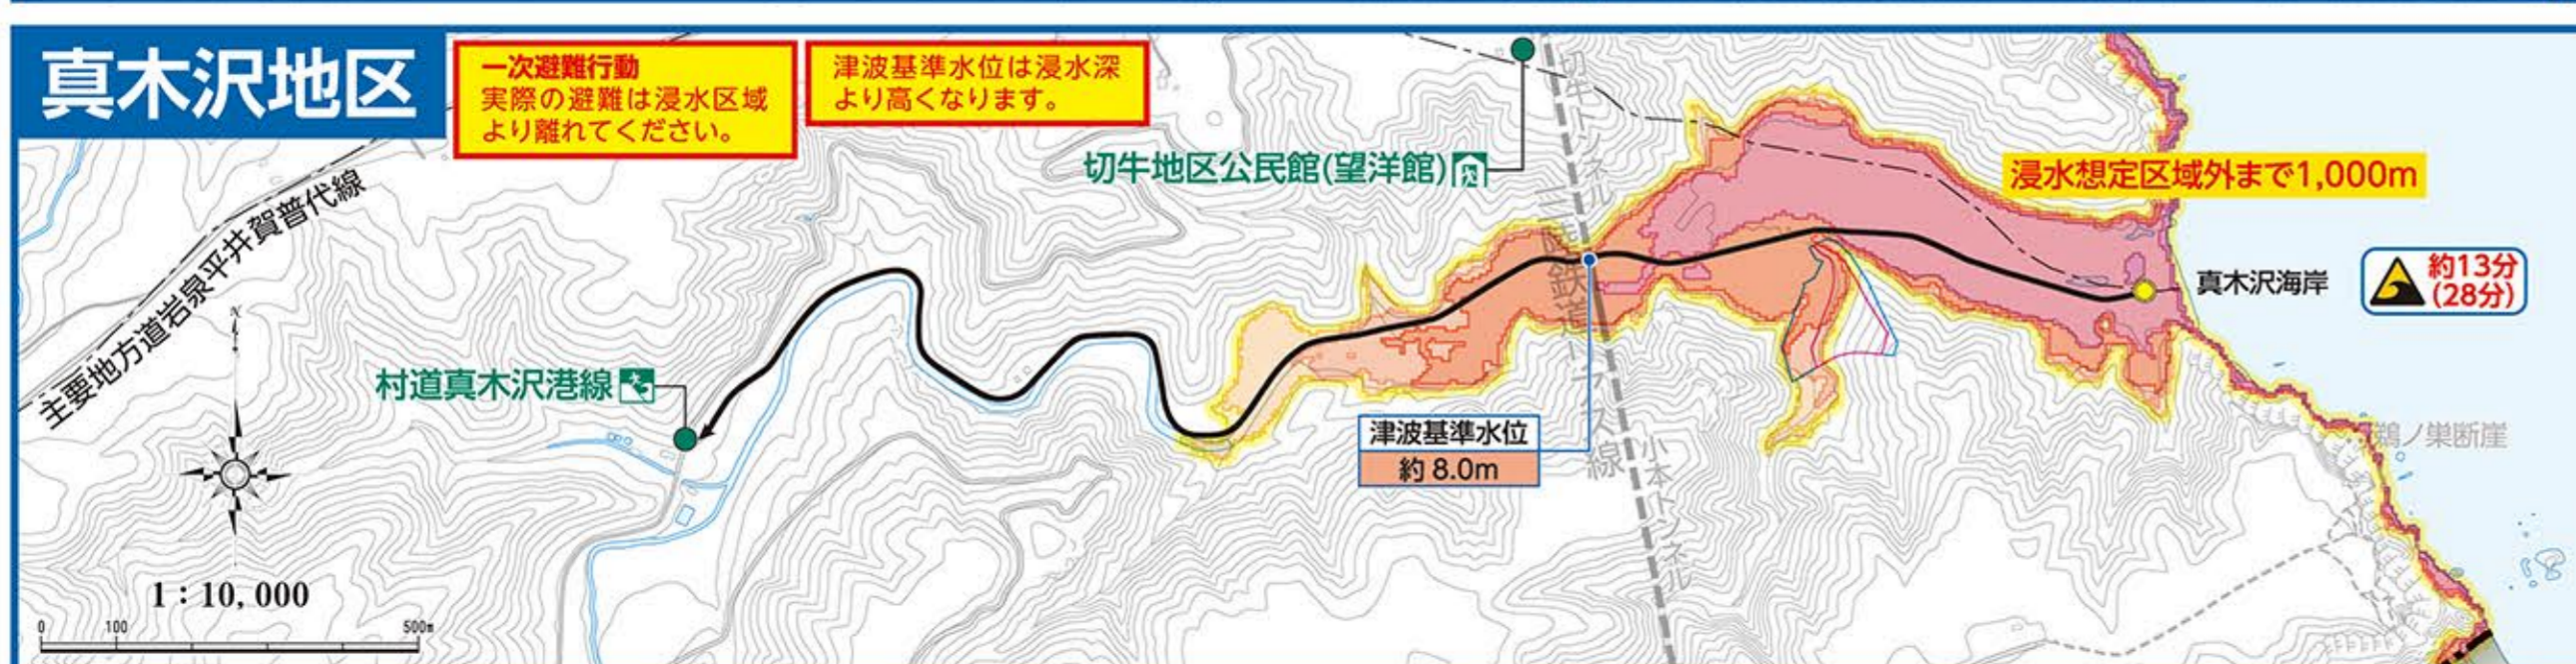 真木沢地区
一次避難行動
実際の避難は浸水区域
より離れてください。
津波基準水位は浸水深
より高くなります。
切牛トンネル
切牛地区公民館(望洋館)
浸水想定区域外まで1,000m
主要地方道岩泉平井賀普代線
三陸鉄道リアス線
真木沢海岸
約13分
(28分)
N
村道真木沢港線
津波基準水位
約 8.0m
小本トンネル
鵜ノ巣断崖
1：10,000
0 100 500m